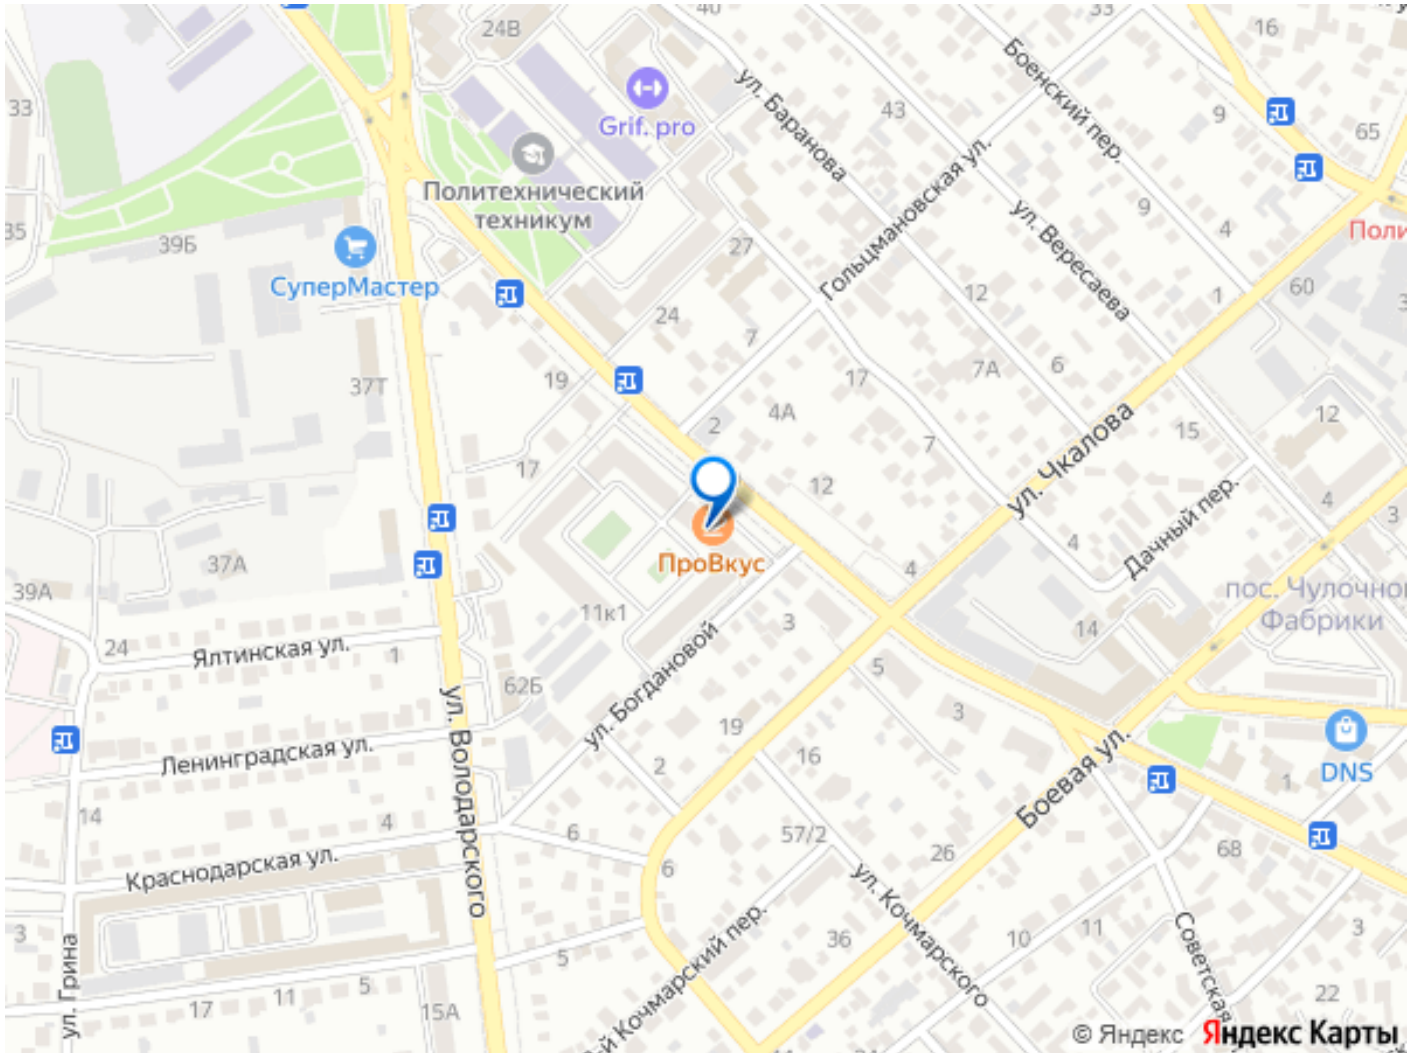 40
33
24В
16
Боенский пер.
ул. Баранова
33
43
9
65
Grif. pro
Политехнический
техникум
Гольцмановская ул.
ул. Вересаева
9
4
Поли
35
39Б
27
СуперМастер
12
1
60
24
7
7А
6
37Т
19
17
4А
2
12
15
7
ул. Чкалова
17
12
4
3
Дачный пер.
ПроВкус
4
4
37А
39А
пос. Чулочной
Фабрики
11к1
3
14
24
Ялтинская ул.
1
5
62Б
ул. Богдановой
ул. Володарского
19
3
16
Ленинградская ул.
2
Боевая ул.
1
DNS
14
4
6
57/2
26
68
Краснодарская ул.
6
ул. Кочмарского
3
ул. Грина
36
10
11
3
5
Советская
й Кочмарский пер.
17
11
5
15А
22
© Яндекс Яндекс Карты